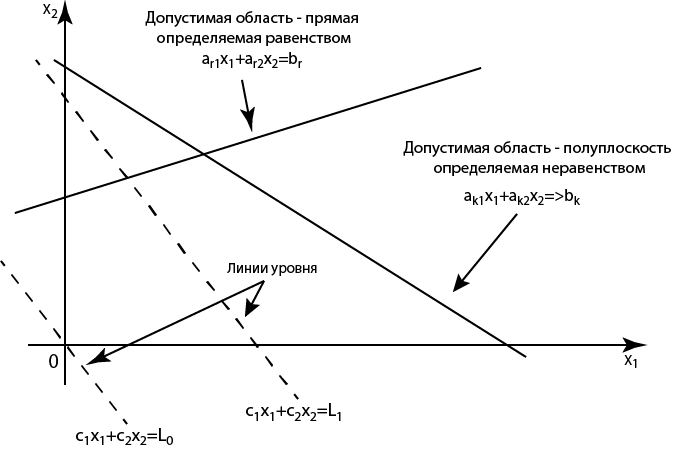 x₂
Допустимая область - прямая
определяемая равенством
aᵣ₁x₁+aᵣ₂x₂=bᵣ
Допустимая область - полуплоскость
определяемая неравенством
aₖ₁x₁+aₖ₂x₂=>bₖ
Линии уровня
0
x₁
c₁x₁+c₂x₂=L₁
c₁x₁+c₂x₂=L₀